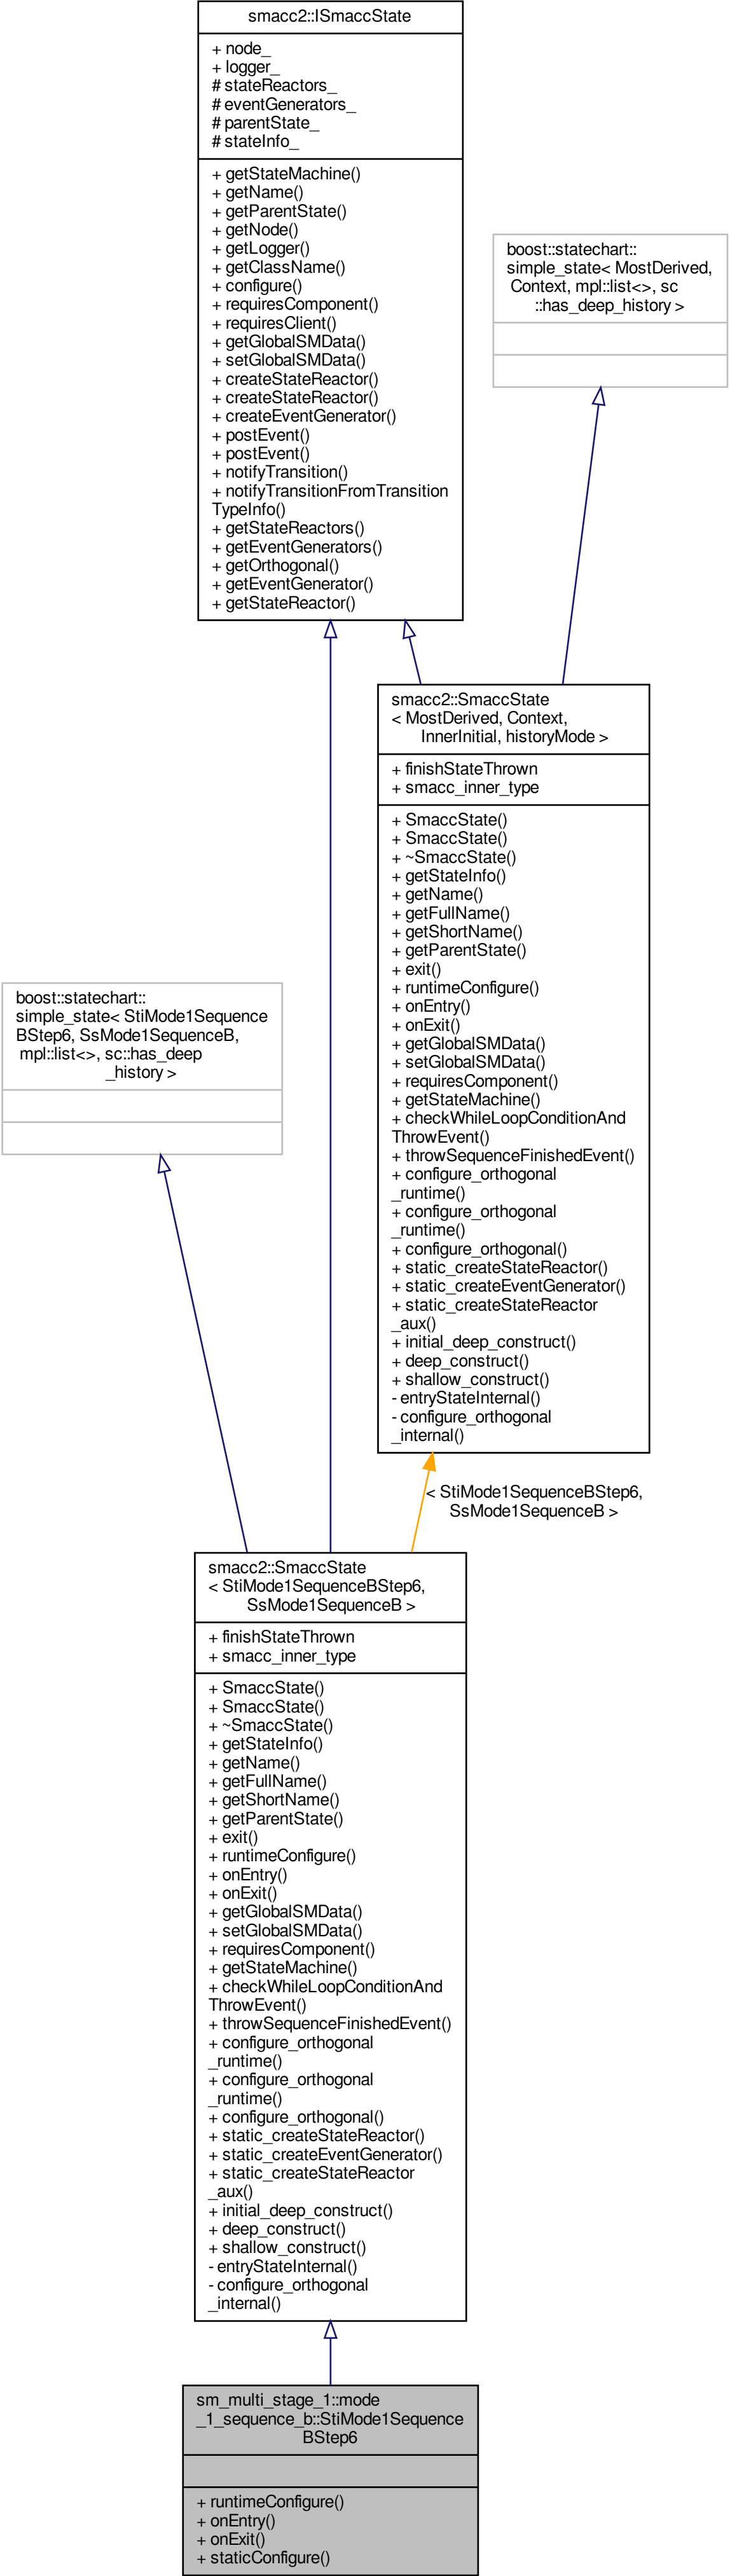 smacc2::ISmaccState
+ node_
+ logger_
# stateReactors_
# eventGenerators_
# parentState_
# stateInfo_
+ getStateMachine()
+ getName()
+ getParentState()
+ getNode()
+ getLogger()
+ getClassName()
+ configure()
+ requiresComponent()
+ requiresClient()
+ getGlobalSMData()
+ setGlobalSMData()
+ createStateReactor()
+ createStateReactor()
+ createEventGenerator()
+ postEvent()
+ postEvent()
+ notifyTransition()
+ notifyTransitionFromTransition
TypeInfo()
+ getStateReactors()
+ getEventGenerators()
+ getOrthogonal()
+ getEventGenerator()
+ getStateReactor()
boost::statechart::
simple_state< MostDerived,
Context, mpl::list<>, sc
::has_deep_history >
smacc2::SmaccState
< MostDerived, Context,
InnerInitial, historyMode >
+ finishStateThrown
+ smacc_inner_type
+ SmaccState()
+ SmaccState()
+ ~SmaccState()
+ getStateInfo()
+ getName()
+ getFullName()
+ getShortName()
+ getParentState()
+ exit()
+ runtimeConfigure()
+ onEntry()
+ onExit()
+ getGlobalSMData()
+ setGlobalSMData()
+ requiresComponent()
+ getStateMachine()
+ checkWhileLoopConditionAnd
ThrowEvent()
+ throwSequenceFinishedEvent()
+ configure_orthogonal
_runtime()
+ configure_orthogonal
_runtime()
+ configure_orthogonal()
+ static_createStateReactor()
+ static_createEventGenerator()
+ static_createStateReactor
_aux()
+ initial_deep_construct()
+ deep_construct()
+ shallow_construct()
- entryStateInternal()
- configure_orthogonal
_internal()
boost::statechart::
simple_state< StiMode1Sequence
BStep6, SsMode1SequenceB,
mpl::list<>, sc::has_deep
_history >
< StiMode1SequenceBStep6,
SsMode1SequenceB >
smacc2::SmaccState
< StiMode1SequenceBStep6,
SsMode1SequenceB >
+ finishStateThrown
+ smacc_inner_type
+ SmaccState()
+ SmaccState()
+ ~SmaccState()
+ getStateInfo()
+ getName()
+ getFullName()
+ getShortName()
+ getParentState()
+ exit()
+ runtimeConfigure()
+ onEntry()
+ onExit()
+ getGlobalSMData()
+ setGlobalSMData()
+ requiresComponent()
+ getStateMachine()
+ checkWhileLoopConditionAnd
ThrowEvent()
+ throwSequenceFinishedEvent()
+ configure_orthogonal
_runtime()
+ configure_orthogonal
_runtime()
+ configure_orthogonal()
+ static_createStateReactor()
+ static_createEventGenerator()
+ static_createStateReactor
_aux()
+ initial_deep_construct()
+ deep_construct()
+ shallow_construct()
- entryStateInternal()
- configure_orthogonal
_internal()
sm_multi_stage_1::mode
_1_sequence_b::StiMode1Sequence
BStep6
+ runtimeConfigure()
+ onEntry()
+ onExit()
+ staticConfigure()